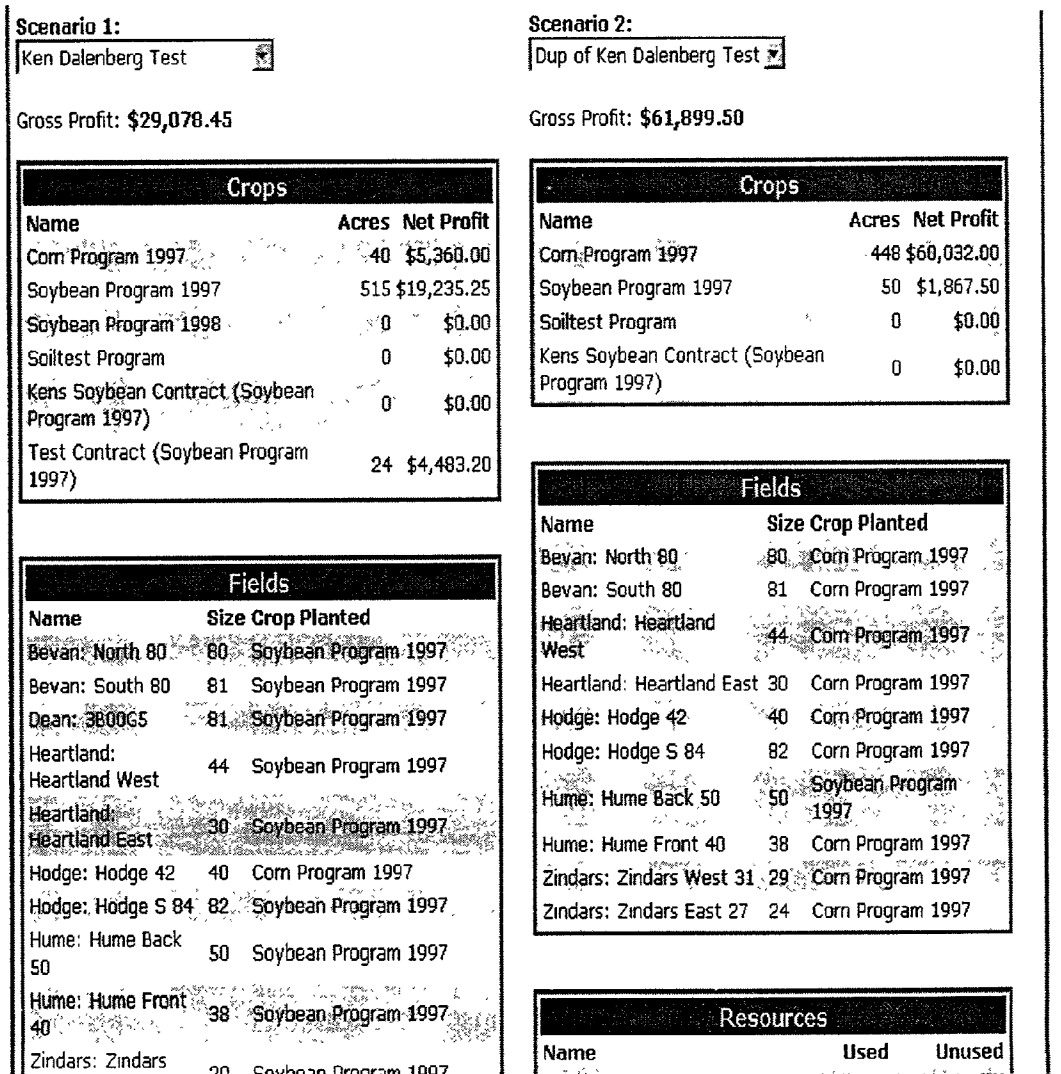 Scenario 1:
Ken Dalenberg Test
Gross Profit: $29,078.45
Crops
Name Acres Net Profit
Corn Program 1997 40 $5,360.00
Soybean Program 1997 515 $19,235.25
Soybean Program 1998 0 $0.00
Soiltest Program 0 $0.00
Kens Soybean Contract (Soybean
Program 1997) 0 $0.00
Test Contract (Soybean Program
1997) 24 $4,483.20
Fields
Name Size Crop Planted
Bevan: North 80 80 Soybean Program 1997
Bevan: South 80 81 Soybean Program 1997
Dean: 3B00G5 81 Soybean Program 1997
Heartland:
Heartland West 44 Soybean Program 1997
Heartland:
Heartland East 30 Soybean Program 1997
Hodge: Hodge 42 40 Corn Program 1997
Hodge: Hodge S 84 82 Soybean Program 1997
Hume: Hume Back
50 50 Soybean Program 1997
Hume: Hume Front
40 38 Soybean Program 1997
Zindars: Zindars
Soybean Program 1997
Scenario 2:
Dup of Ken Dalenberg Test
Gross Profit: $61,899.50
Crops
Name Acres Net Profit
Corn Program 1997 448 $60,032.00
Soybean Program 1997 50 $1,867.50
Soiltest Program 0 $0.00
Kens Soybean Contract (Soybean
Program 1997) 0 $0.00
Fields
Name Size Crop Planted
Bevan: North 80 80 Corn Program 1997
Bevan: South 80 81 Corn Program 1997
Heartland: Heartland
West 44 Corn Program 1997
Heartland: Heartland East 30 Corn Program 1997
Hodge: Hodge 42 40 Corn Program 1997
Hodge: Hodge S 84 82 Corn Program 1997
Hume: Hume Back 50 50 Soybean Program
1997
Hume: Hume Front 40 38 Corn Program 1997
Zindars: Zindars West 31 29 Corn Program 1997
Zindars: Zindars East 27 24 Corn Program 1997
Resources
Name Used Unused